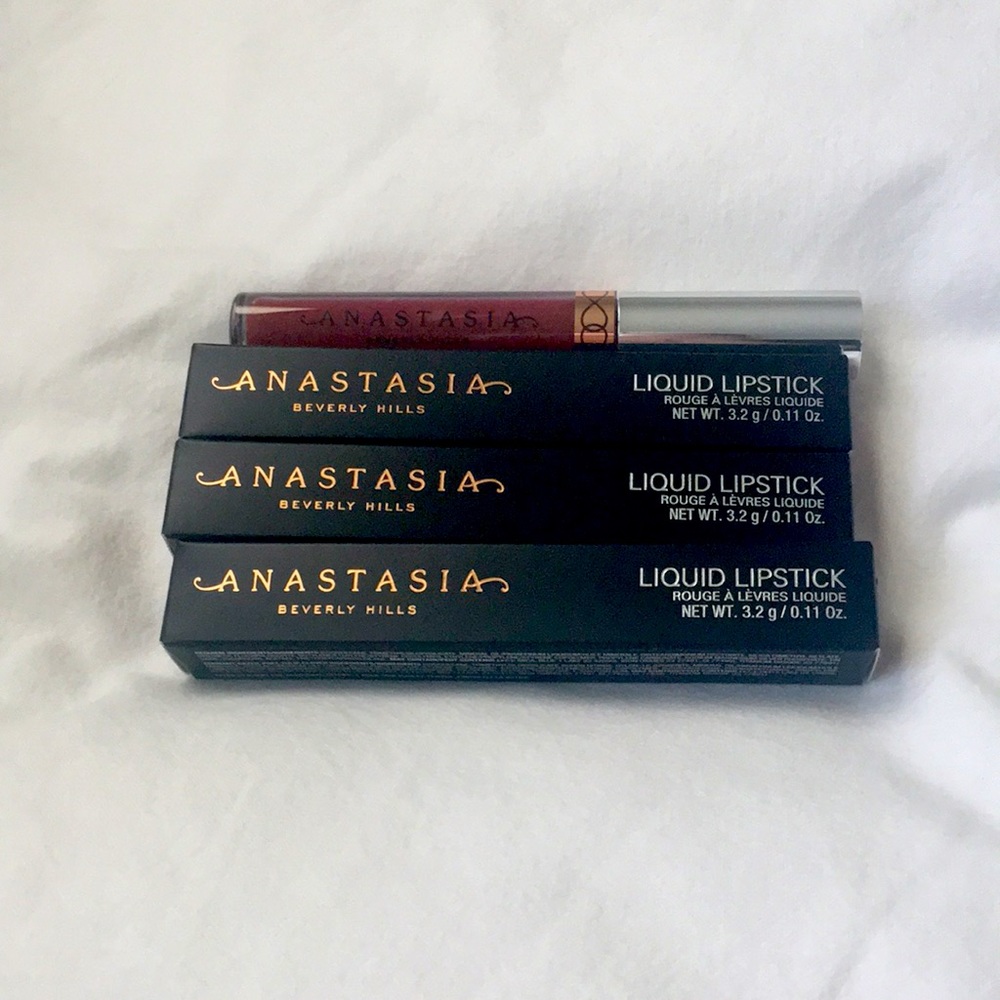 ANASTASIA
ANASTASIA
BEVERLY HILLS
LIQUID LIPSTICK
ROUGE À LÈVRES LIQUIDE
NET WT. 3.2 g / 0.11 Oz.
ANASTASIA
BEVERLY HILLS
LIQUID LIPSTICK
ROUGE À LÈVRES LIQUIDE
NET WT. 3.2 g / 0.11 Oz.
ANASTASIA
BEVERLY HILLS
LIQUID LIPSTICK
ROUGE À LÈVRES LIQUIDE
NET WT. 3.2 g / 0.11 Oz.